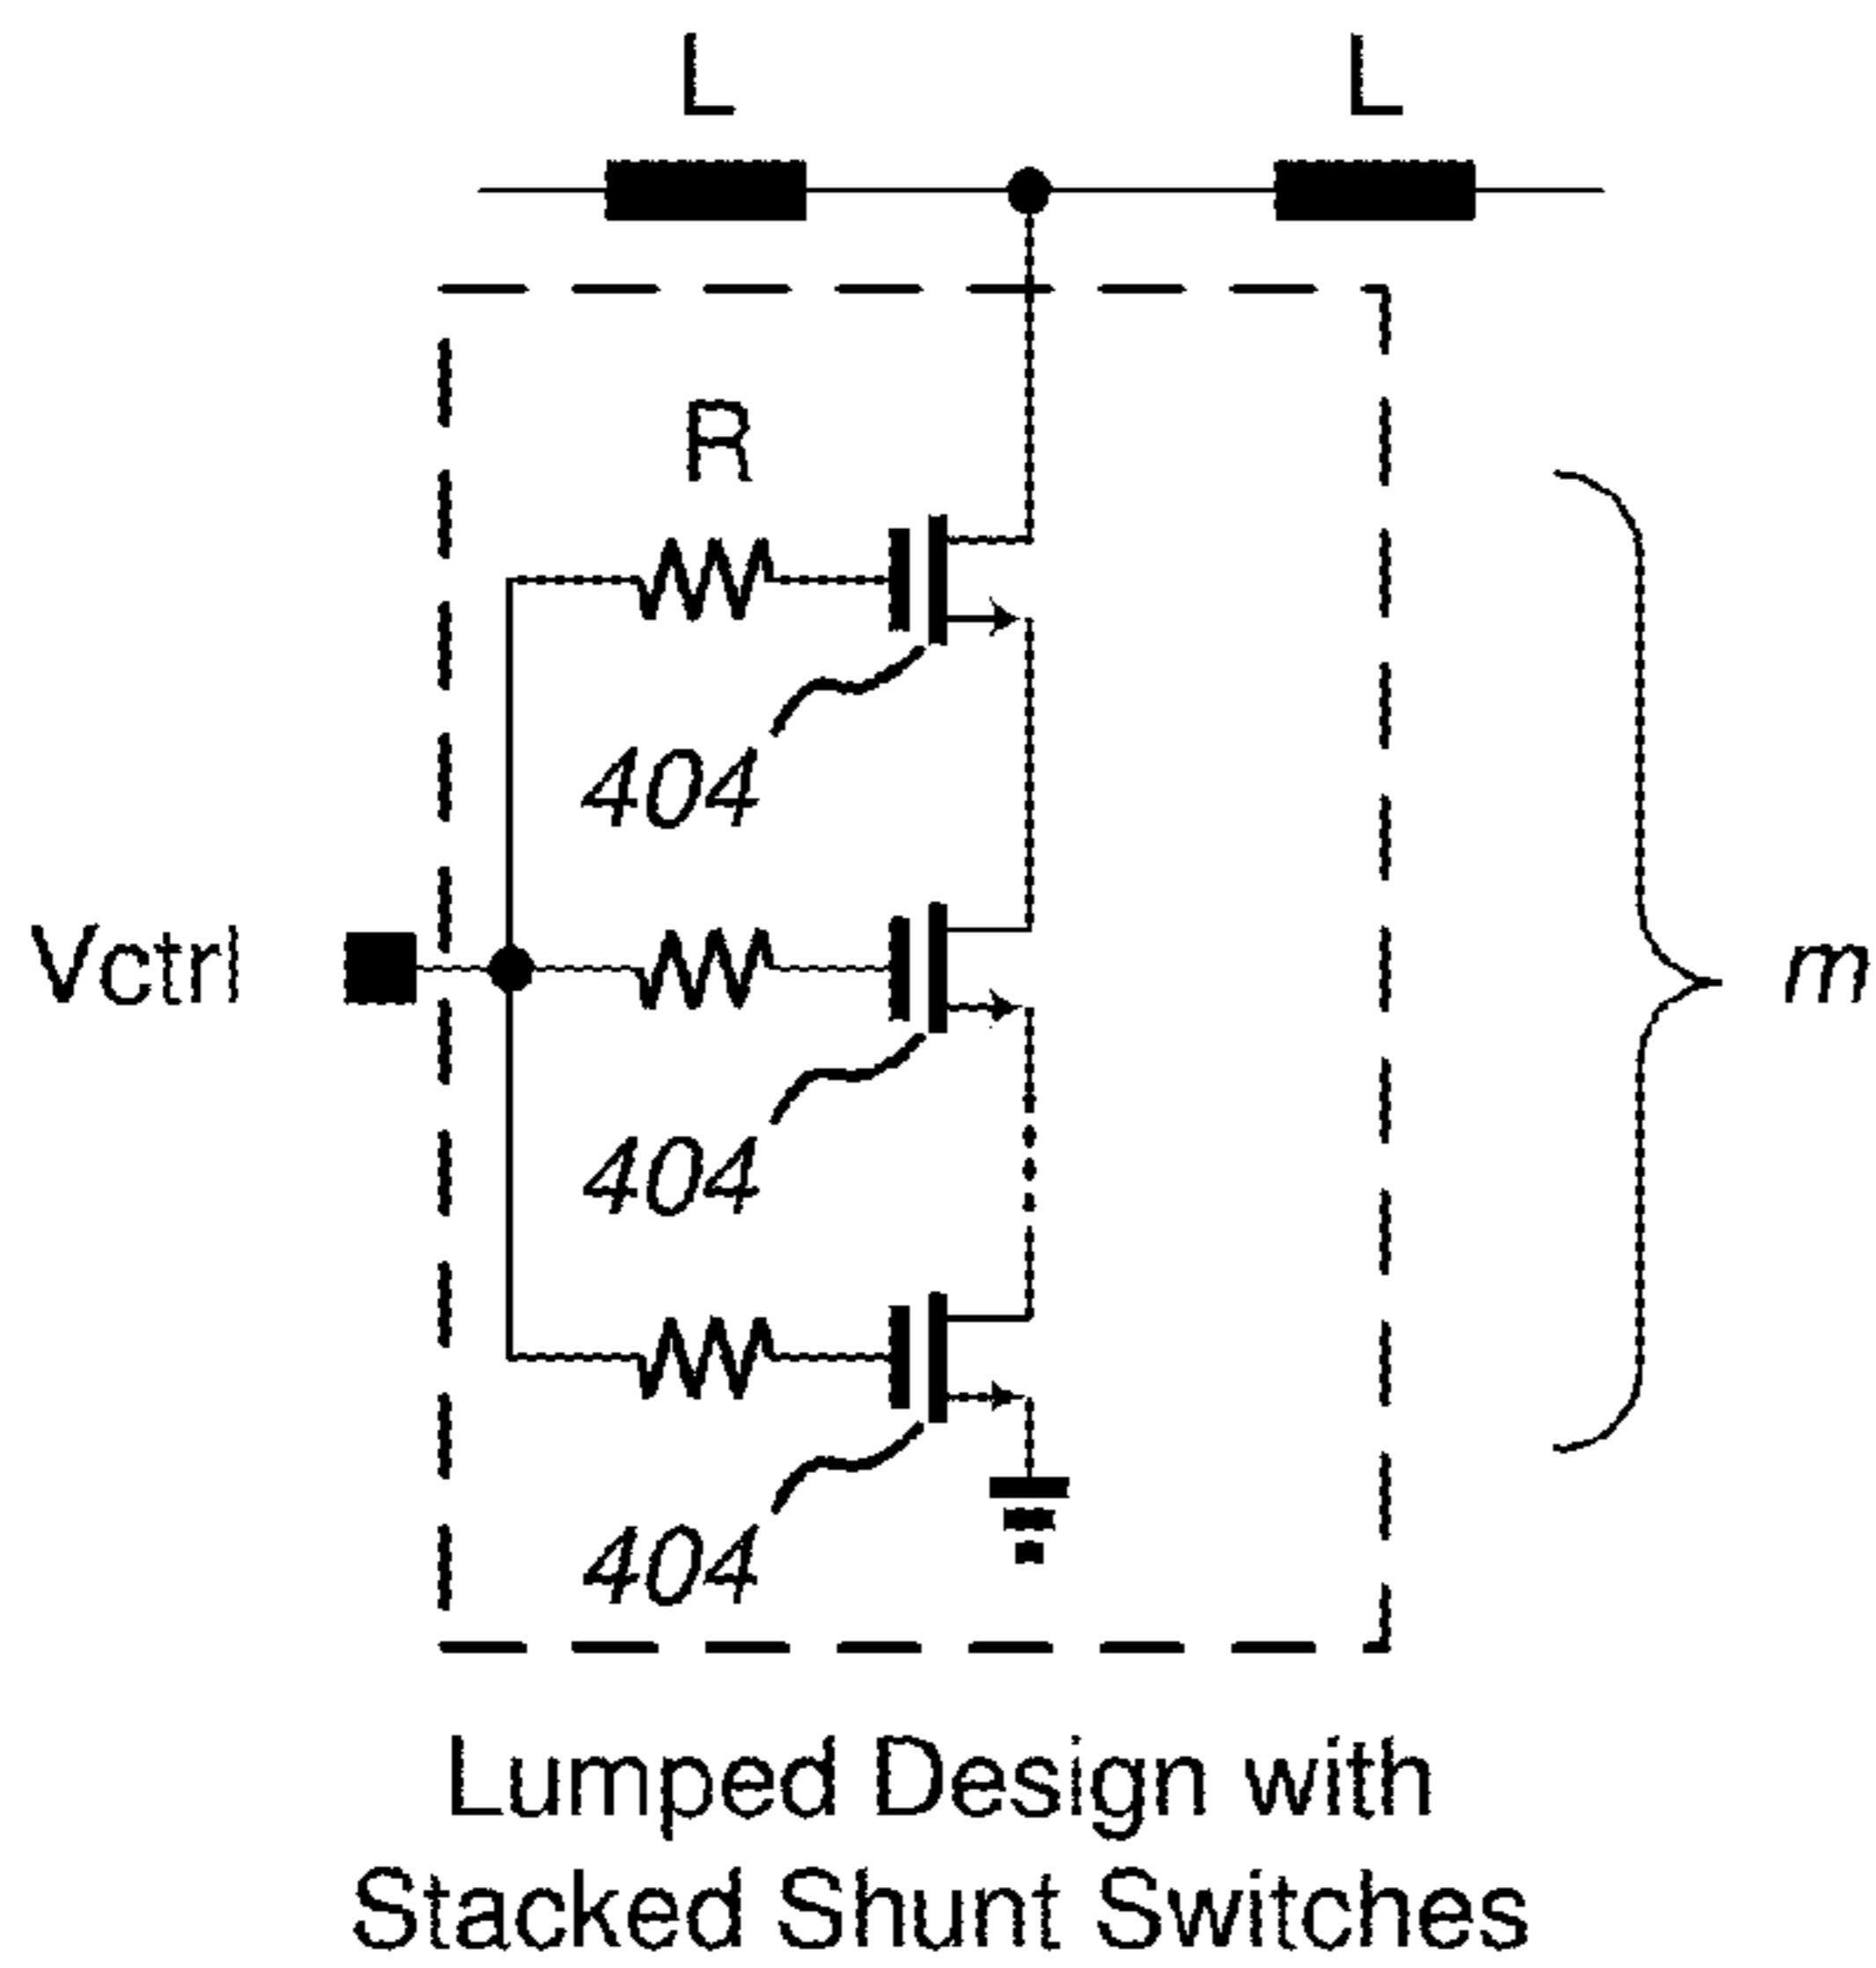 L L
R
404
Vctrl
m
404
404
Lumped Design with
Stacked Shunt Switches